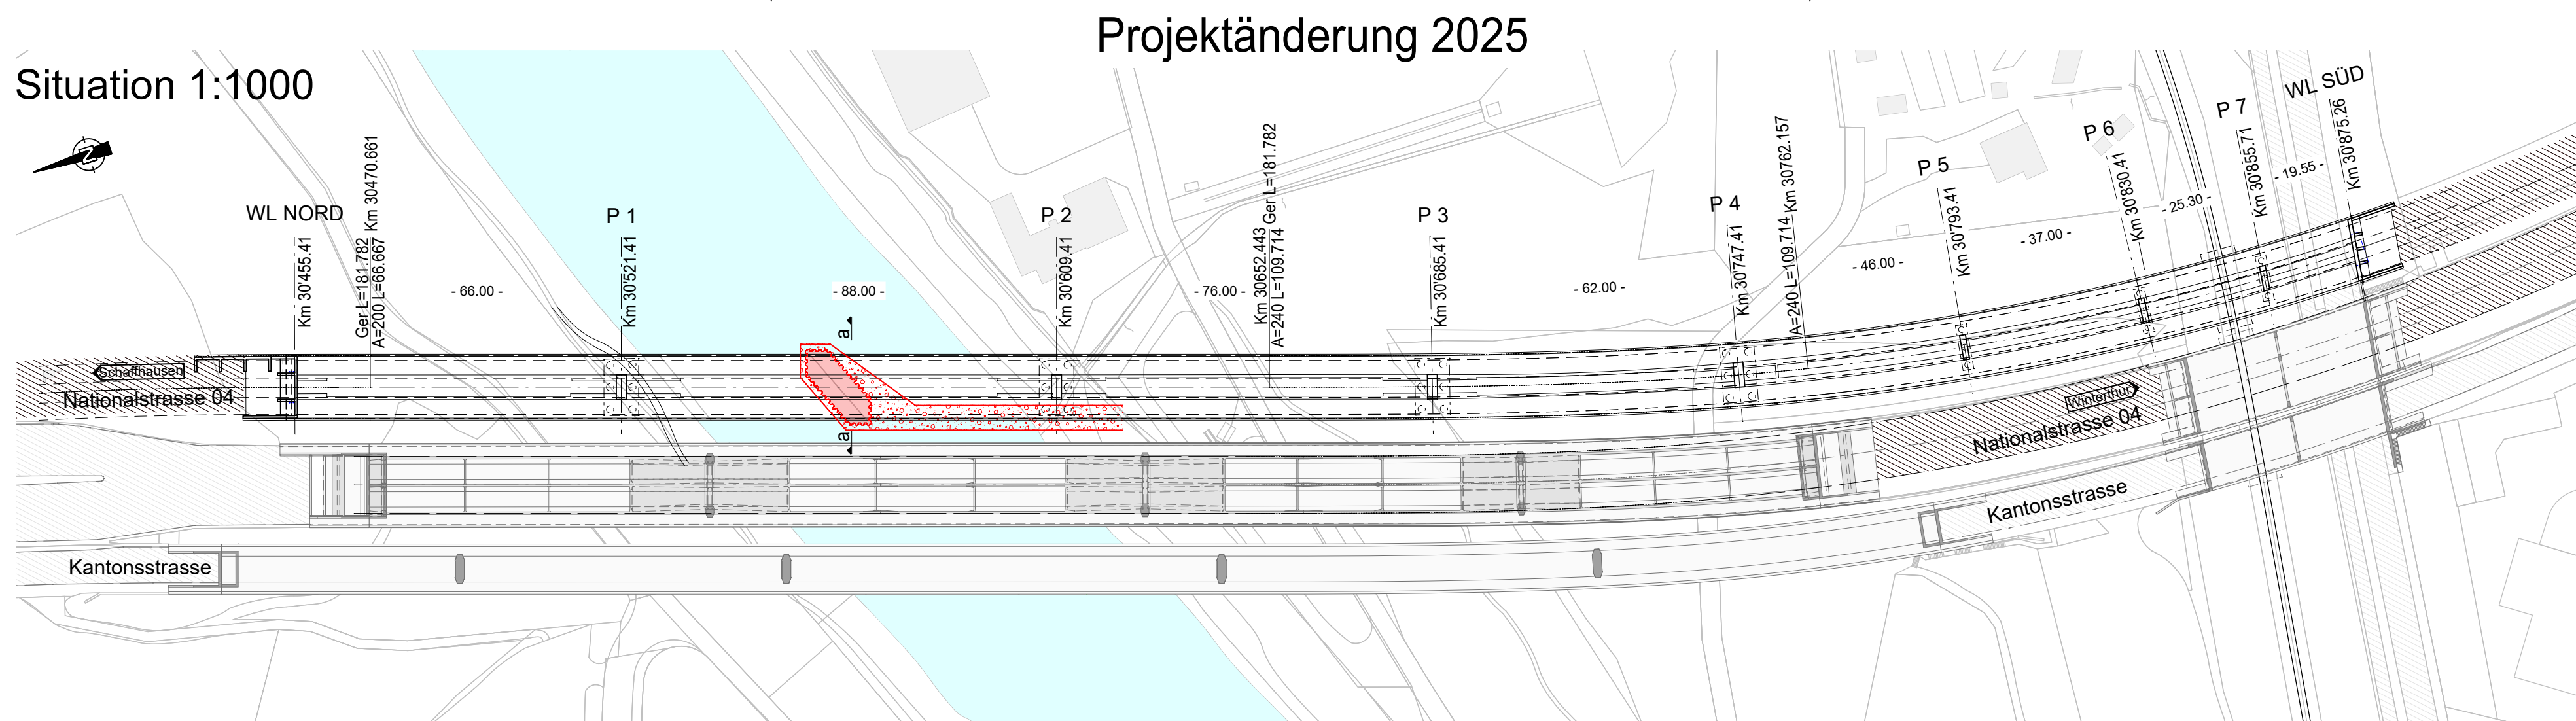 Projektänderung 2025
Situation 1:1000
N
WL NORD
Km 30'455.41
Ger L=181.782 Km 30470.661
A=200 L=66.667
- 66.00 -
P 1
Km 30'521.41
- 88.00 -
a
a
P 2
Km 30'609.41
- 76.00 -
Km 30652.443 Ger L=181.782
A=240 L=109.714
P 3
Km 30'685.41
- 62.00 -
P 4
Km 30'747.41
A=240 L=109.714 Km 30762.157
- 46.00 -
P 5
Km 30'793.41
- 37.00 -
P 6
Km 30'830.41
- 25.30 -
P 7
Km 30'855.71
- 19.55 -
WL SÜD
Km 30'875.26
Schaffhausen
Nationalstrasse 04
Winterthur
Nationalstrasse 04
Kantonsstrasse
Kantonsstrasse